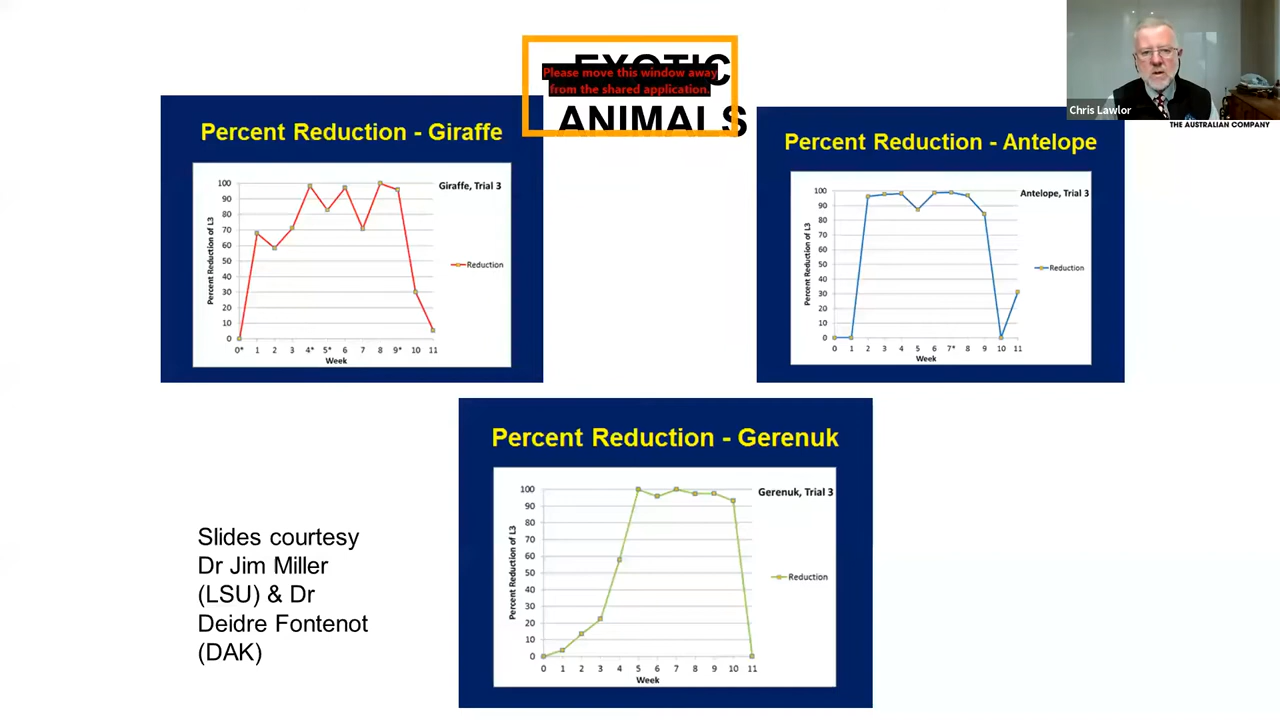 EXOTIC
ANIMALS
Please move this window away
from the shared application.
Chris Lawlor
THE AUSTRALIAN COMPANY
Percent Reduction - Giraffe
Giraffe, Trial 3
Percent Reduction of L3
100
90
80
70
60
50
40
30
20
10
0
0* 1 2 3 4* 5* 6 7 8 9* 10 11
Week
Reduction
Percent Reduction - Antelope
Antelope, Trial 3
Percent Reduction of L3
100
90
80
70
60
50
40
30
20
10
0
0 1 2 3 4 5 6 7* 8 9 10 11
Week
Reduction
Percent Reduction - Gerenuk
Gerenuk, Trial 3
Percent Reduction of L3
100
90
80
70
60
50
40
30
20
10
0
0 1 2 3 4 5 6 7 8 9 10 11
Week
Reduction
Slides courtesy
Dr Jim Miller
(LSU) & Dr
Deidre Fontenot
(DAK)